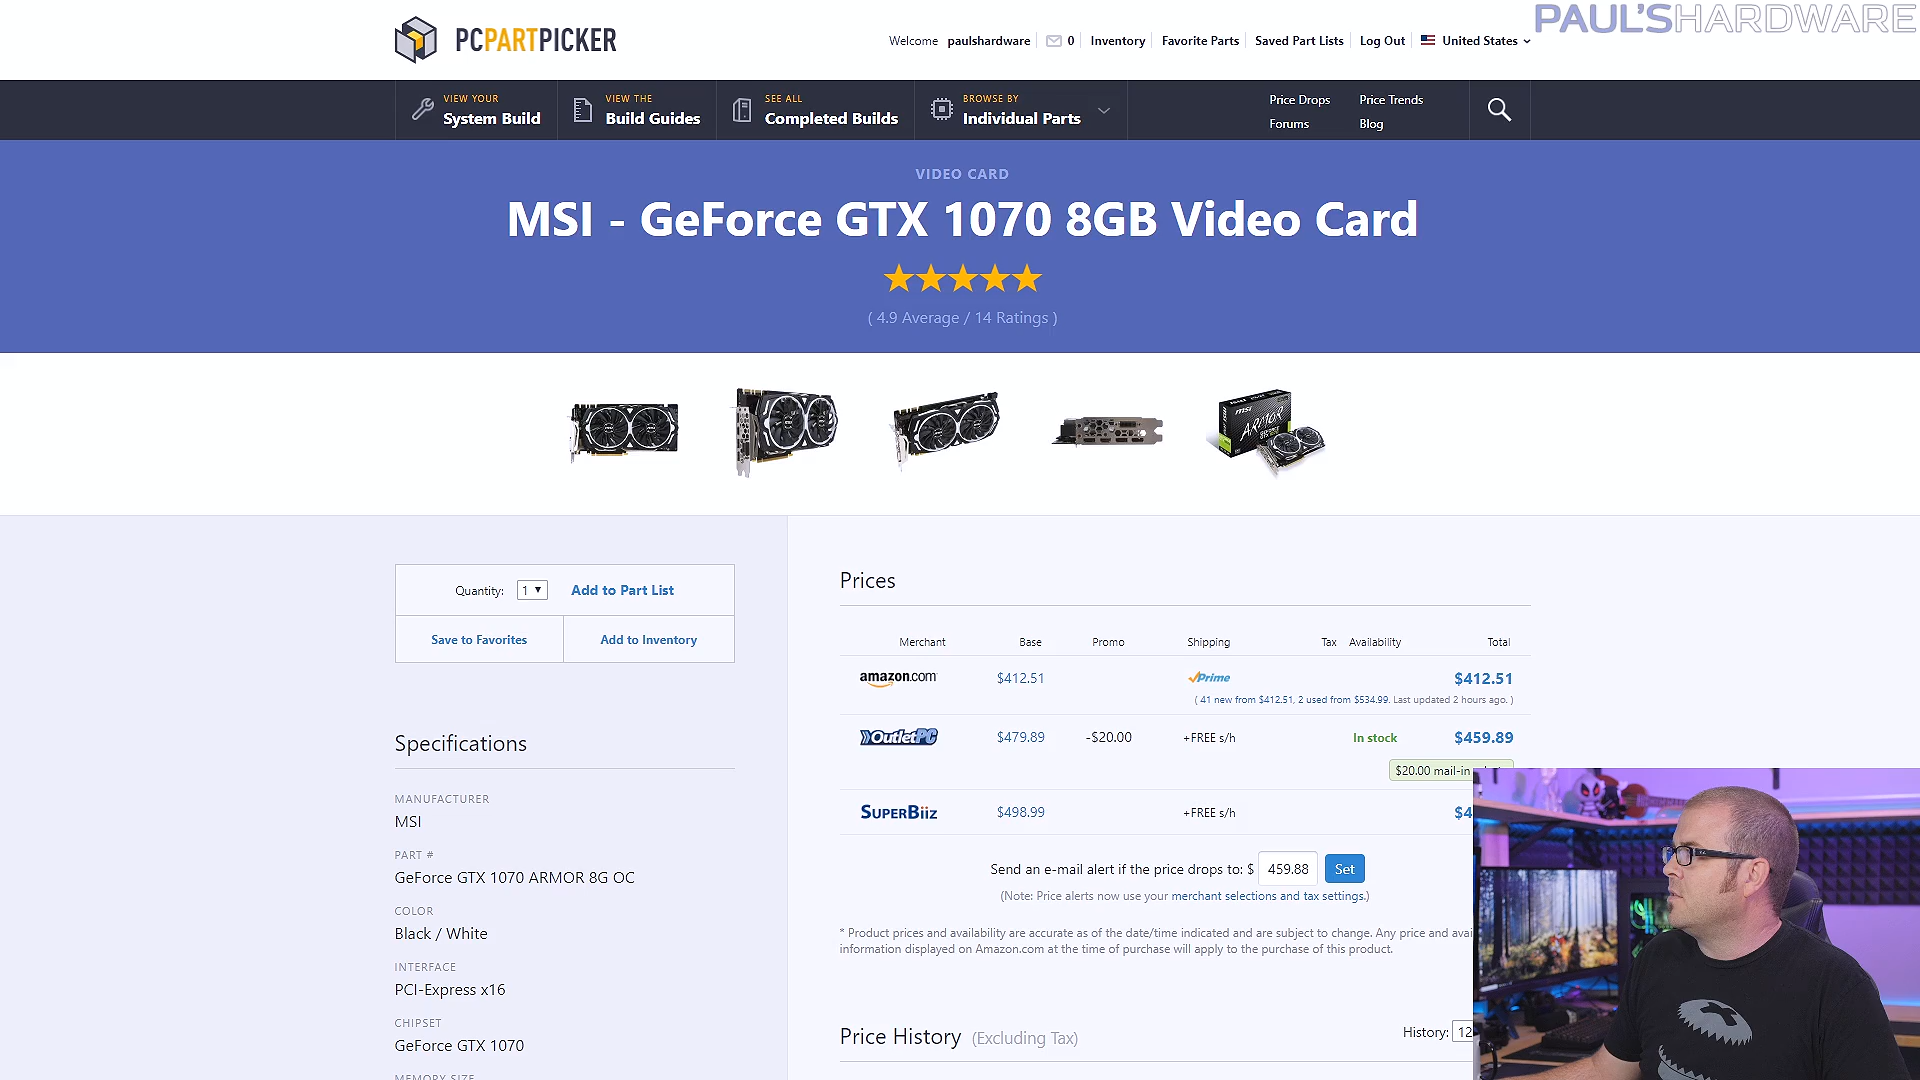 PAUL'SHARDWARE
PCPARTPICKER
Welcome paulshardware 0 Inventory Favorite Parts Saved Part Lists Log Out United States
VIEW YOUR
System Build
VIEW THE
Build Guides
SEE ALL
Completed Builds
BROWSE BY
Individual Parts
Price Drops Price Trends
Forums Blog
VIDEO CARD
MSI - GeForce GTX 1070 8GB Video Card
( 4.9 Average / 14 Ratings )
msi
ARMOR
Quantity: 1 Add to Part List
Save to Favorites Add to Inventory
Specifications
MANUFACTURER
MSI
PART #
GeForce GTX 1070 ARMOR 8G OC
COLOR
Black / White
INTERFACE
PCI-Express x16
CHIPSET
GeForce GTX 1070
MEMORY SIZE
Prices
Merchant Base Promo Shipping Tax Availability Total
amazon.com $412.51 Prime $412.51
( 41 new from $412.51, 2 used from $534.99. Last updated 2 hours ago. )
OutletPC $479.89 -$20.00 +FREE s/h In stock $459.89
$20.00 mail-in
SUPERBIIZ $498.99 +FREE s/h $4
Send an e-mail alert if the price drops to: $ 459.88 Set
(Note: Price alerts now use your merchant selections and tax settings.)
* Product prices and availability are accurate as of the date/time indicated and are subject to change. Any price and avai
information displayed on Amazon.com at the time of purchase will apply to the purchase of this product.
Price History (Excluding Tax) History: 12